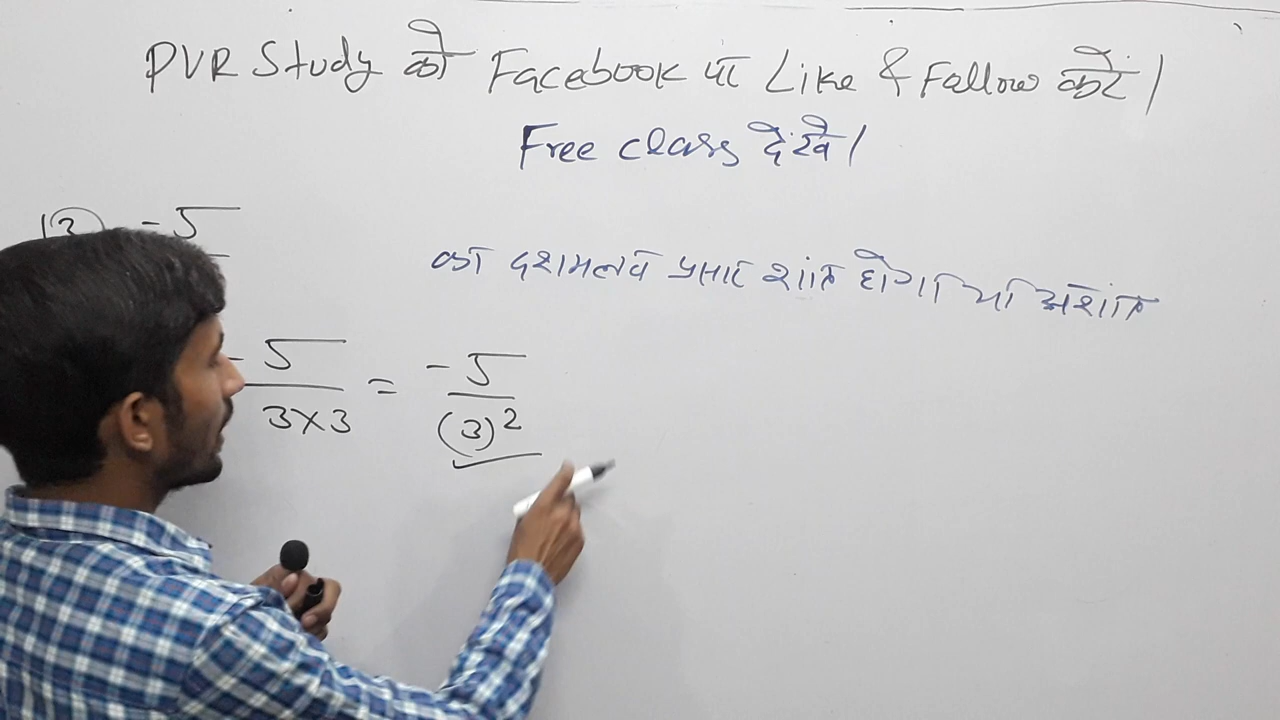 PVR Study को Facebook पर Like & Follow करे।
Free class देखे।
13 -5
का दशमलव प्रसार शांत होगा या अशांत
-5 / 3×3 = -5 / (3)²